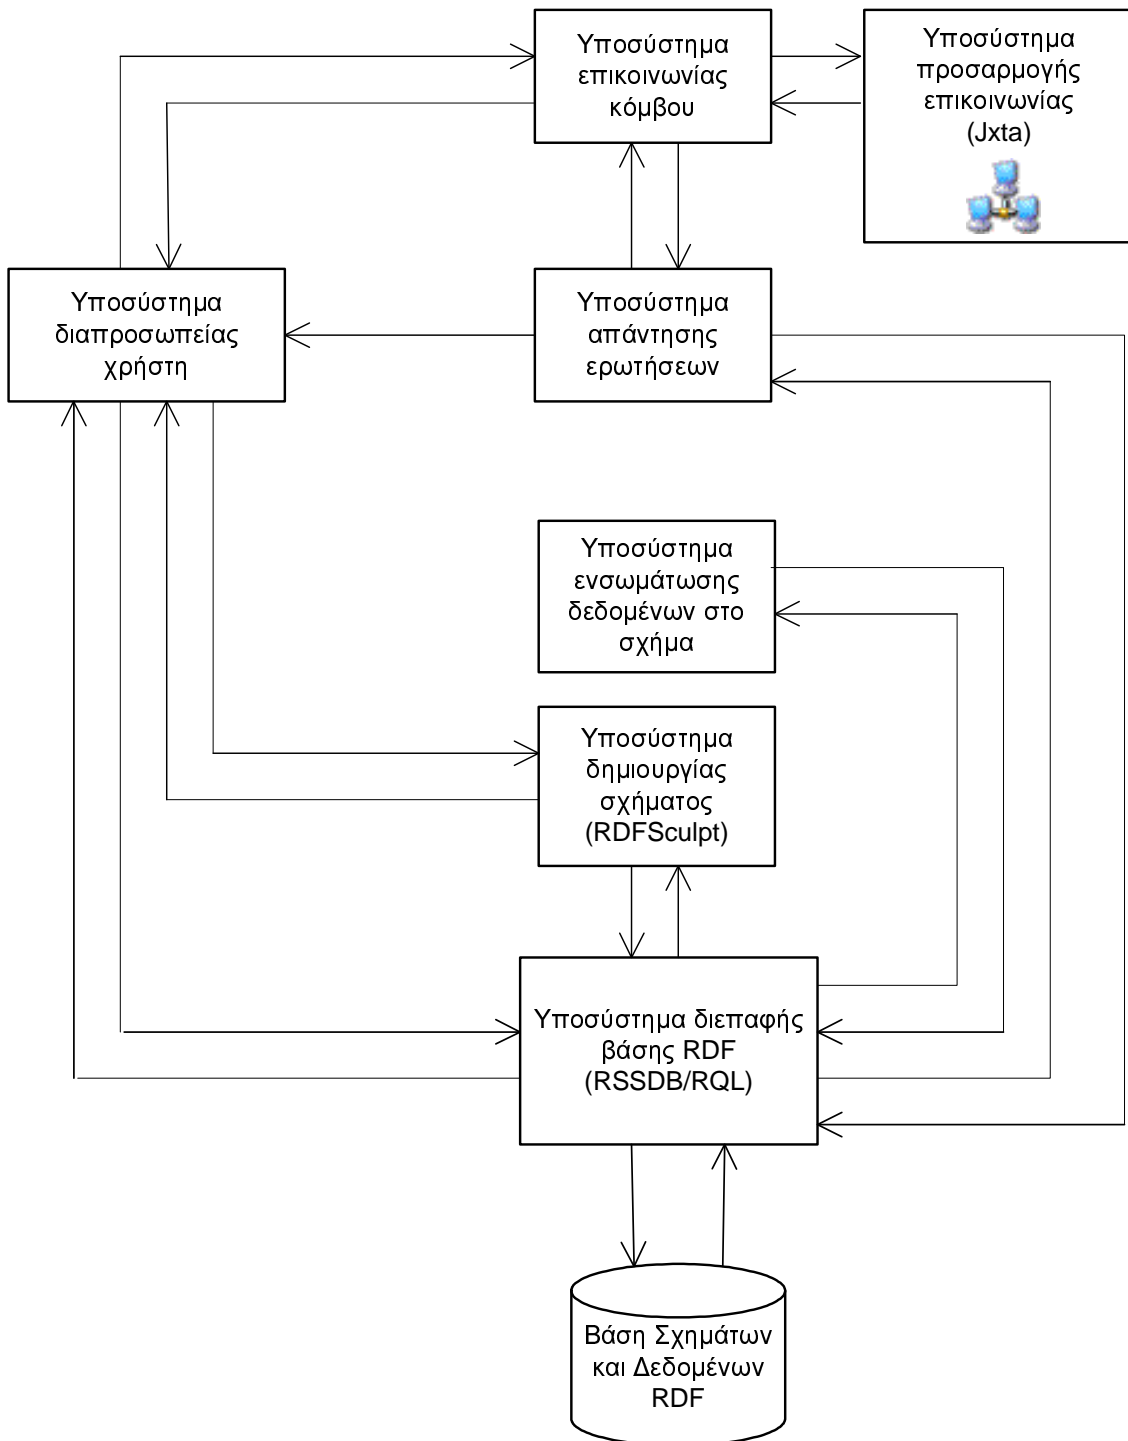 Υποσύστημα
επικοινωνίας
κόμβου
Υποσύστημα
προσαρμογής
επικοινωνίας
(Jxta)
Υποσύστημα
διαπροσωπείας
χρήστη
Υποσύστημα
απάντησης
ερωτήσεων
Υποσύστημα
ενσωμάτωσης
δεδομένων στο
σχήμα
Υποσύστημα
δημιουργίας
σχήματος
(RDFSculpt)
Υποσύστημα διεπαφής
βάσης RDF
(RSSDB/RQL)
Βάση Σχημάτων
και Δεδομένων
RDF